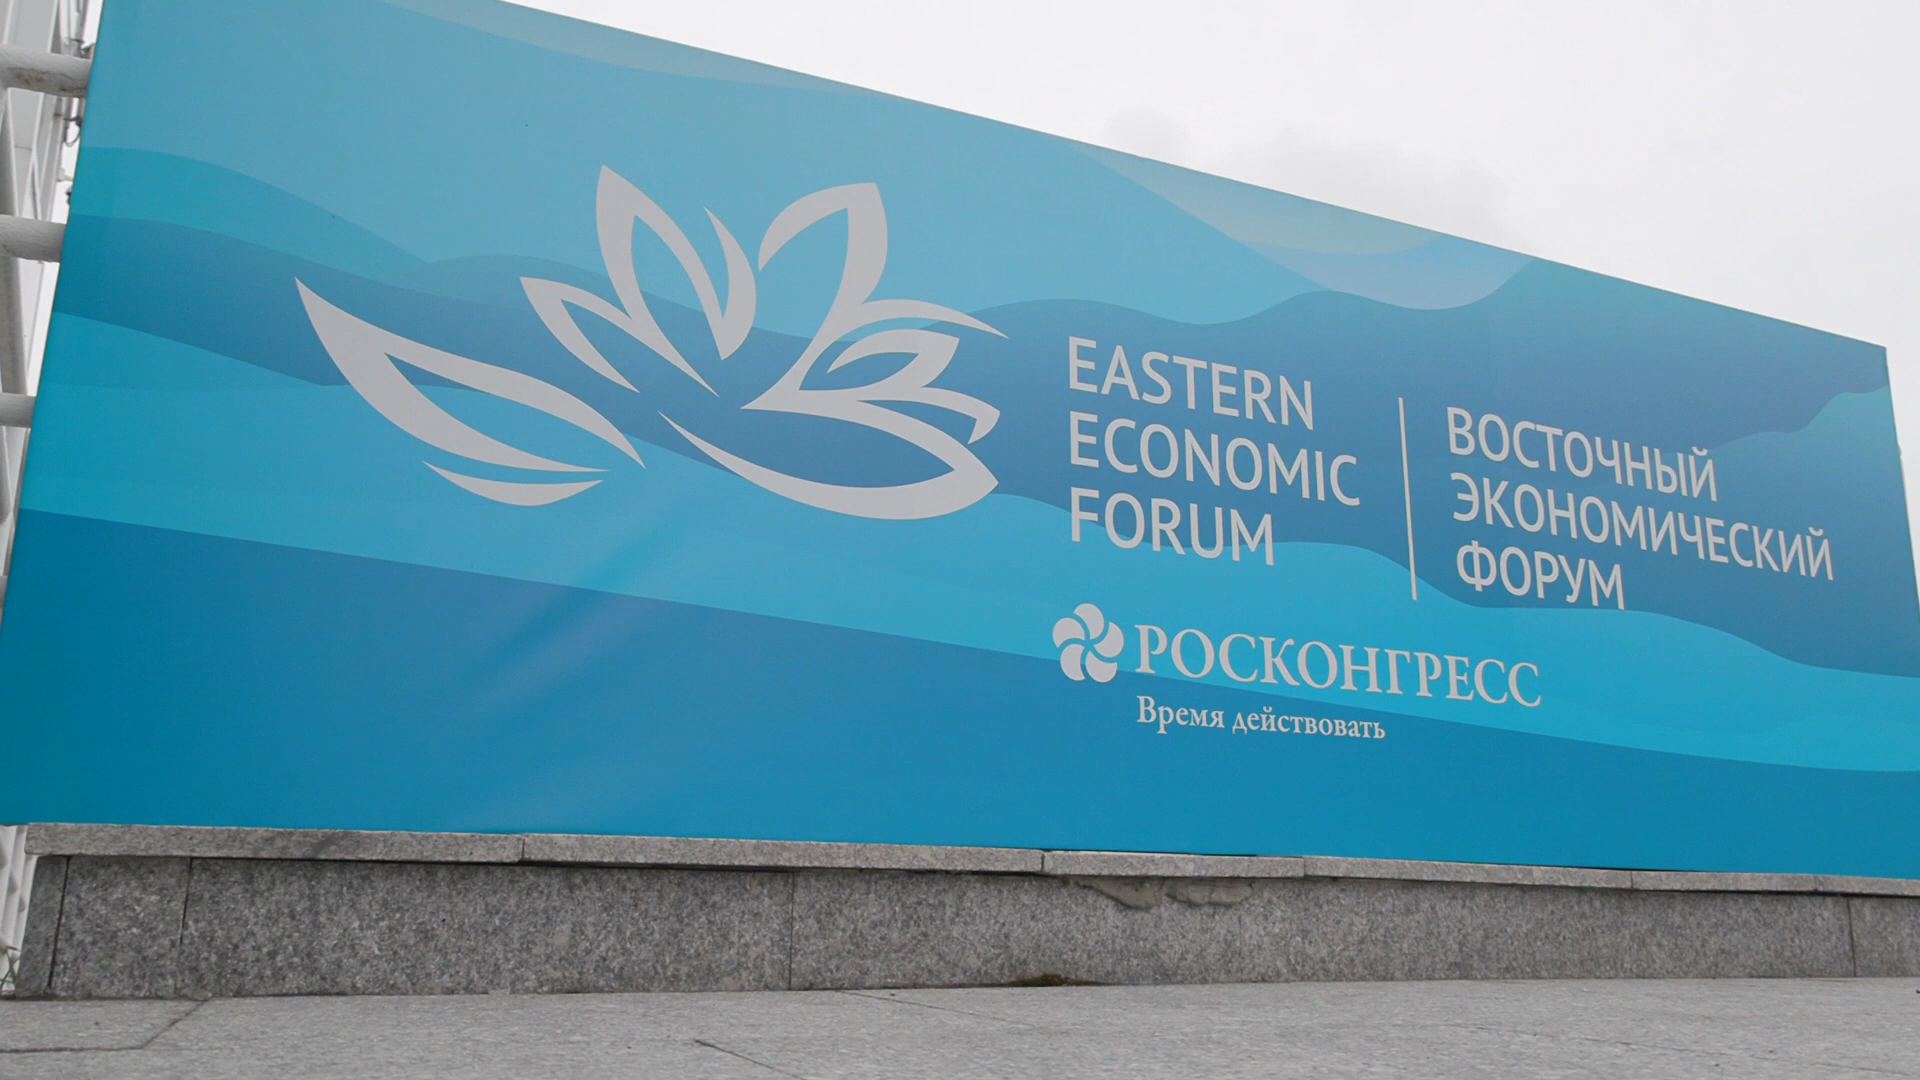 EASTERN
ECONOMIC
FORUM
ВОСТОЧНЫЙ
ЭКОНОМИЧЕСКИЙ
ФОРУМ
РОСКОНГРЕСС
Время действовать